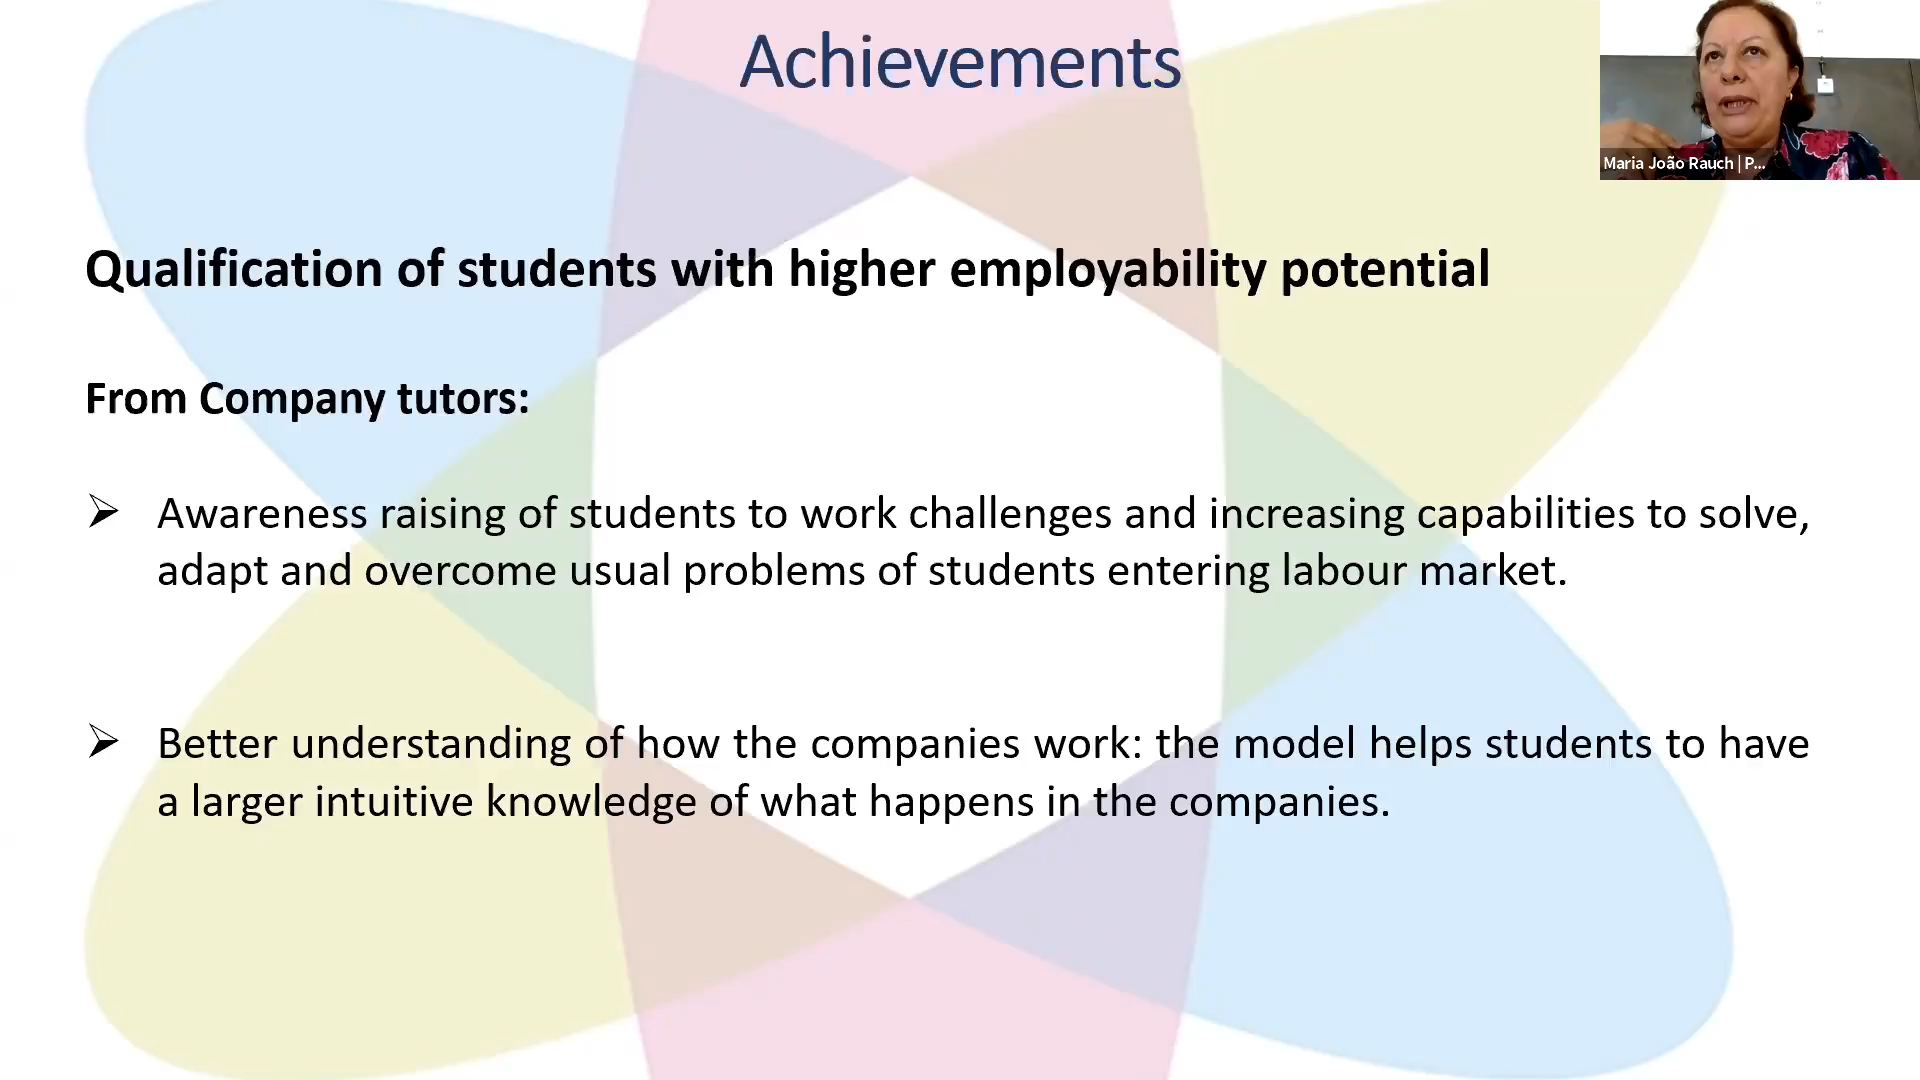 Achievements
Maria João Rauch | P...
Qualification of students with higher employability potential
From Company tutors:
➢ Awareness raising of students to work challenges and increasing capabilities to solve,
adapt and overcome usual problems of students entering labour market.
➢ Better understanding of how the companies work: the model helps students to have
a larger intuitive knowledge of what happens in the companies.